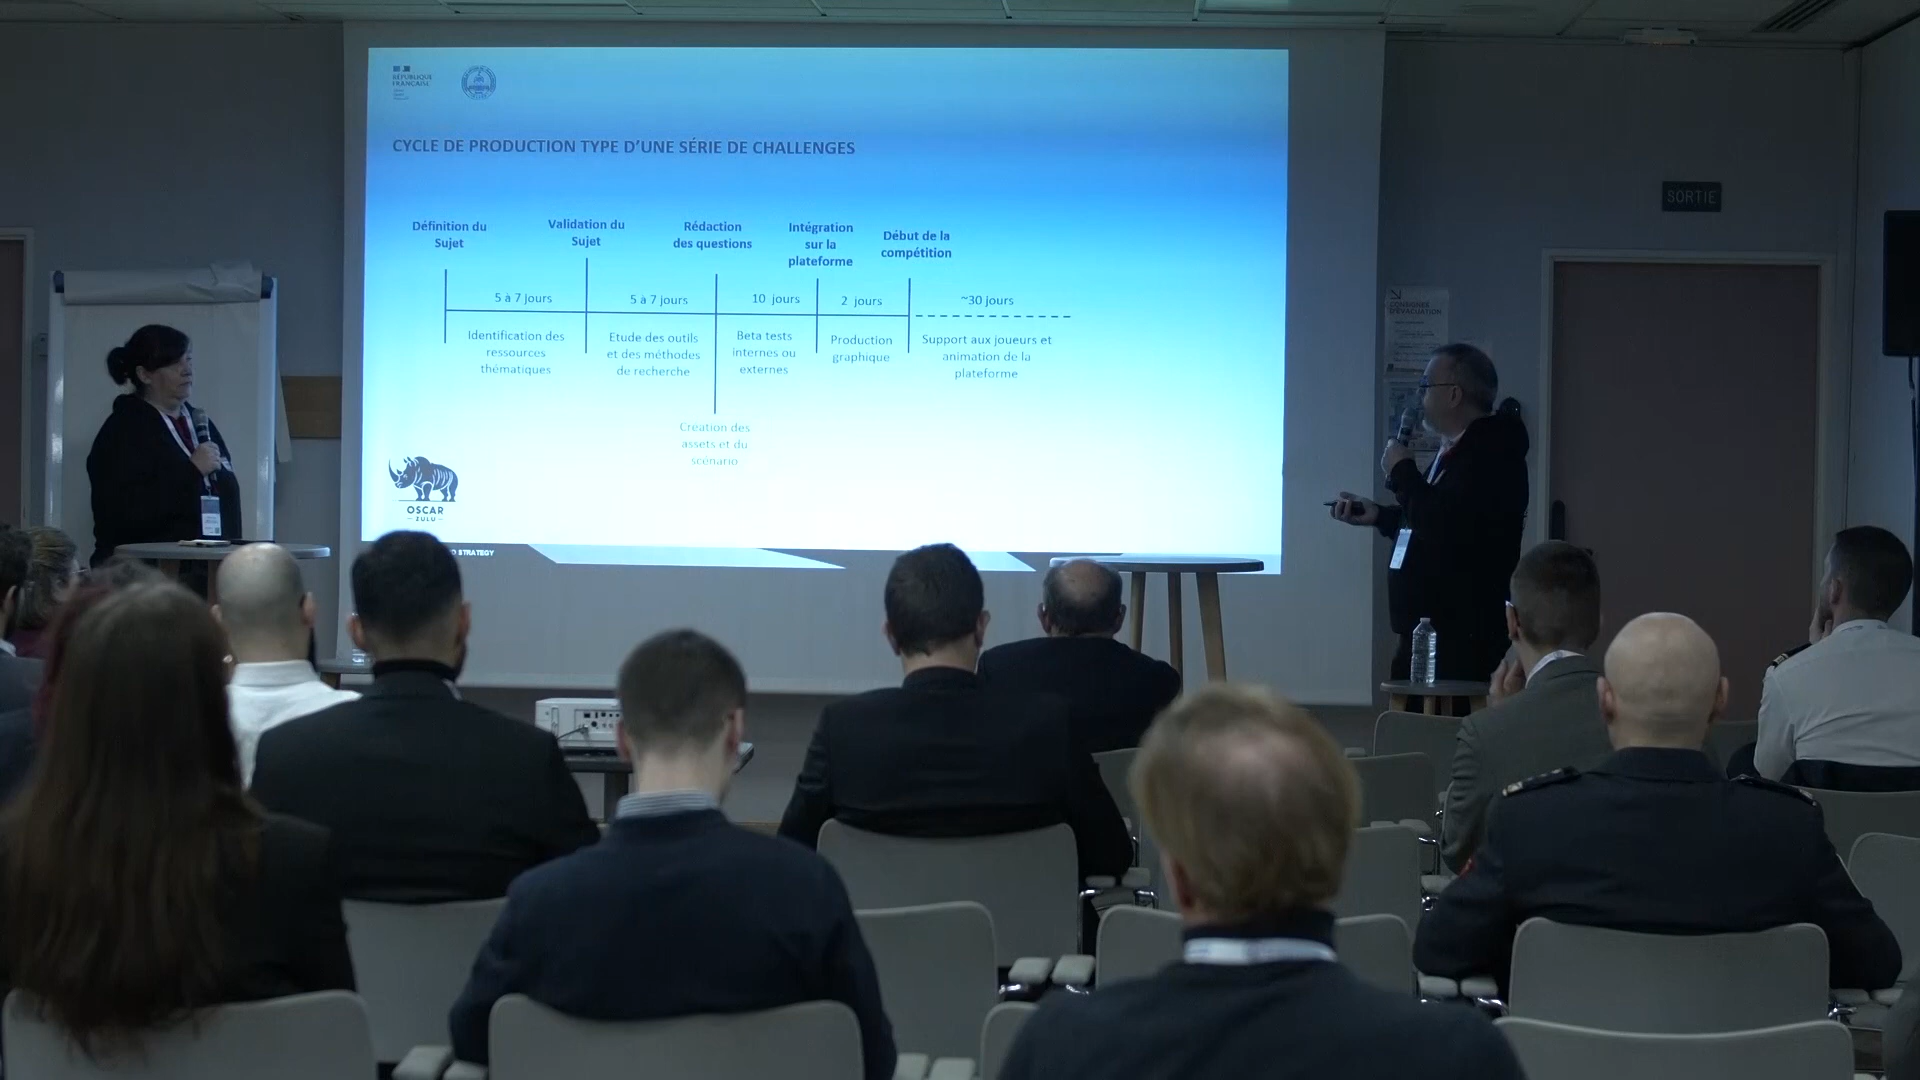 RÉPUBLIQUE
FRANÇAISE
CYCLE DE PRODUCTION TYPE D'UNE SÉRIE DE CHALLENGES
Définition du
Sujet
Validation du
Sujet
Rédaction
des questions
Intégration
sur la
plateforme
Début de la
compétition
5 à 7 jours
5 à 7 jours
10 jours
2 jours
~30 jours
Identification des
ressources
thématiques
Etude des outils
et des méthodes
de recherche
Beta tests
internes ou
externes
Production
graphique
Support aux joueurs et
animation de la
plateforme
Creation des
assets et du
scénario
OSCAR
ZULU
STRATEGY
SORTIE
CONSIGNES
D'ÉVACUATION